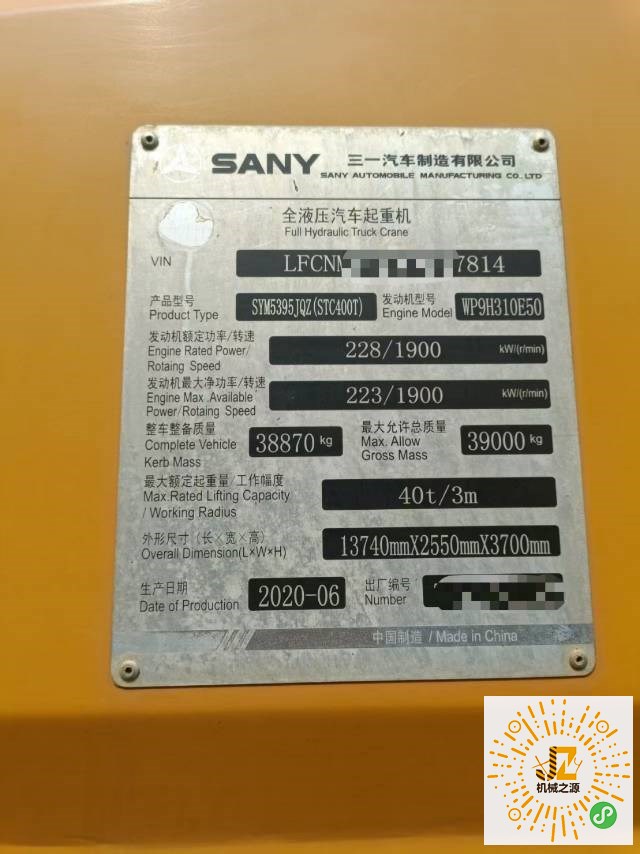 SANY 三一汽车制造有限公司
SANY AUTOMOBILE MANUFACTURING CO.,LTD
全液压汽车起重机
Full Hydraulic Truck Crane
VIN LFCN 7814
产品型号 SYM5395JQZ(STC400T) 发动机型号 WP9H310E50
Product Type Engine Model
发动机额定功率/转速
Engine Rated Power/ 228/1900 kW/(r/min)
Rotaing Speed
发动机最大净功率/转速
Engine Max .Available 223/1900 kW/(r/min)
Power/Rotaing Speed
整车整备质量 最大允许总质量
Complete Vehicle 38870 kg Max. Allow 39000 kg
Kerb Mass Gross Mass
最大额定起重量/工作幅度
Max.Rated Lifting Capacity 40t/3m
/ Working Radius
外形尺寸（长×宽×高）
Overall Dimension(L×W×H) 13740mmX2550mmX3700mm
生产日期 2020-06 出厂编号
Date of Production Number
中国制造 / Made in China
JZ
机械之源